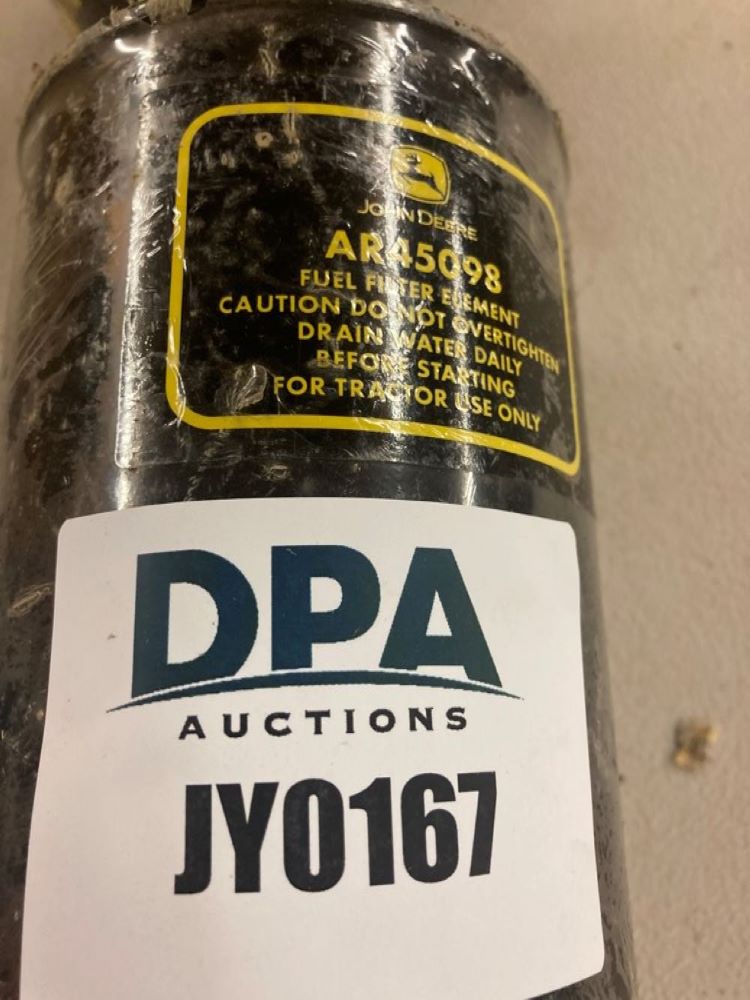 JOHN DEERE
AR45098
FUEL FILTER ELEMENT
CAUTION DO NOT OVERTIGHTEN
DRAIN WATER DAILY
BEFORE STARTING
FOR TRACTOR USE ONLY
DPA
AUCTIONS
JY0167